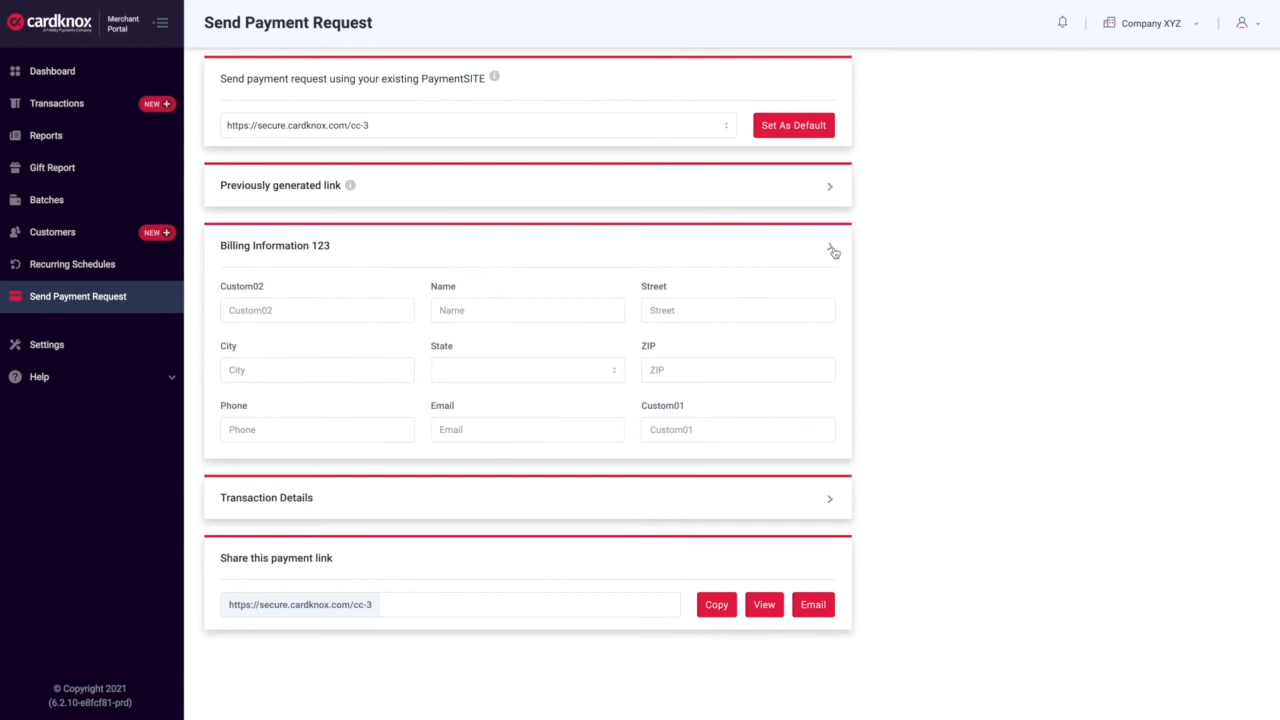 cardknox
A Fidelity Payments Company
Merchant
Portal
Send Payment Request
Company XYZ
Dashboard
Transactions
NEW +
Reports
Gift Report
Batches
Customers
NEW +
Recurring Schedules
Send Payment Request
Settings
Help
© Copyright 2021
(6.2.10-e8fcf81-prd)
Send payment request using your existing PaymentSITE
https://secure.cardknox.com/cc-3
Set As Default
Previously generated link
Billing Information 123
Custom02 Name Street
Custom02 Name Street
City State ZIP
City ZIP
Phone Email Custom01
Phone Email Custom01
Transaction Details
Share this payment link
https://secure.cardknox.com/cc-3
Copy View Email